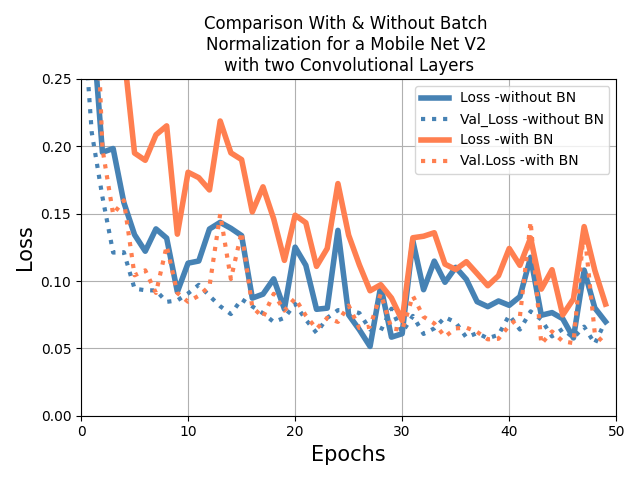 Comparison With & Without Batch
Normalization for a Mobile Net V2
with two Convolutional Layers
Loss
0.25
0.20
0.15
0.10
0.05
0.00
Loss -without BN
Val_Loss -without BN
Loss -with BN
Val.Loss -with BN
0 10 20 30 40 50
Epochs